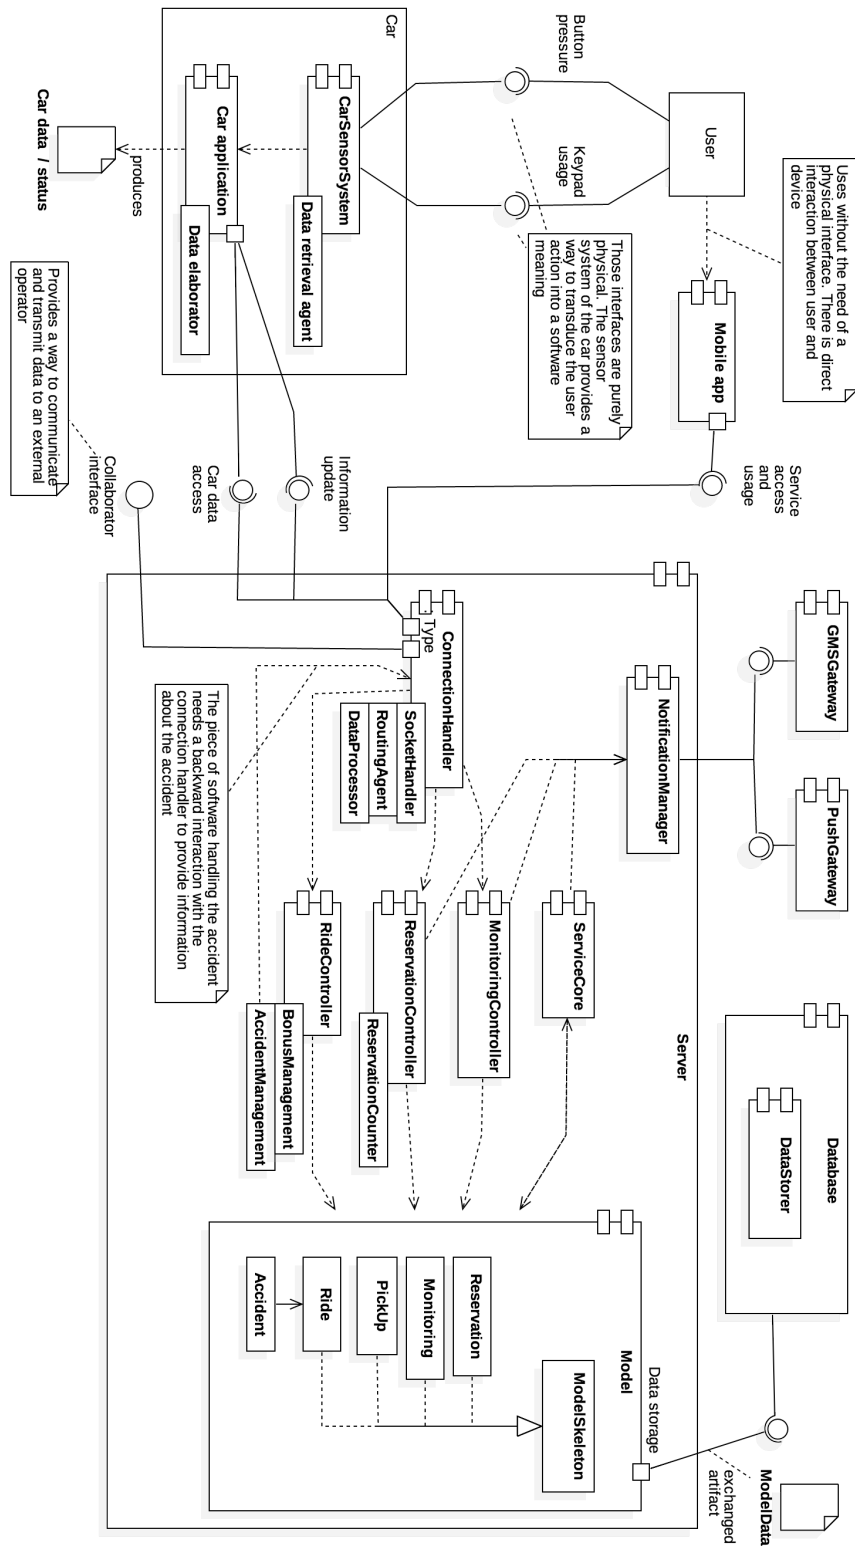 Uses without the need of a
physical interface. There is direct
interaction between user and
device
User
Mobile app
Button
pressure
Keypad
usage
Those interfaces are purely
physical. The sensor
system of the car provides a
way to transduce the user
action into a software
meaning
Car
CarSensorSystem
Data retrieval agent
Car application
Data elaborator
produces
Car data / status
Provides a way to communicate
and transmit data to an external
operator
Service
access
and
usage
Information
update
Car data
access
Collaborator
interface
GMSGateway
PushGateway
Database
DataStorer
ModelData
exchanged
artifact
Server
NotificationManager
ConnectionHandler
: Type
SocketHandler
RoutingAgent
DataProcessor
The piece of software handling the accident
needs a backward interaction with the
connection handler to provide information
about the accident
ServiceCore
MonitoringController
ReservationController
ReservationCounter
RideController
BonusManagement
AccidentManagement
Data storage
Model
ModelSkeleton
Reservation
Monitoring
PickUp
Ride
Accident